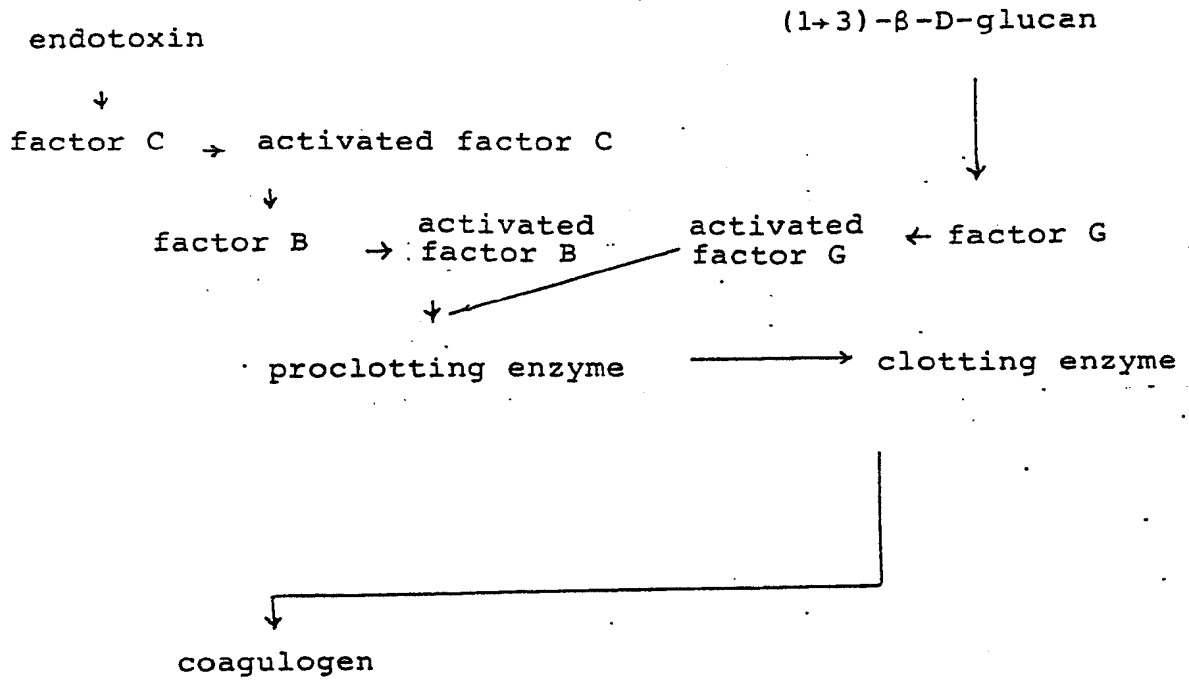 (1→3)-β-D-glucan
endotoxin
↓
factor C → activated factor C
↓
factor B → activated factor B
activated factor G ← factor G
↓
proclotting enzyme → clotting enzyme
coagulogen